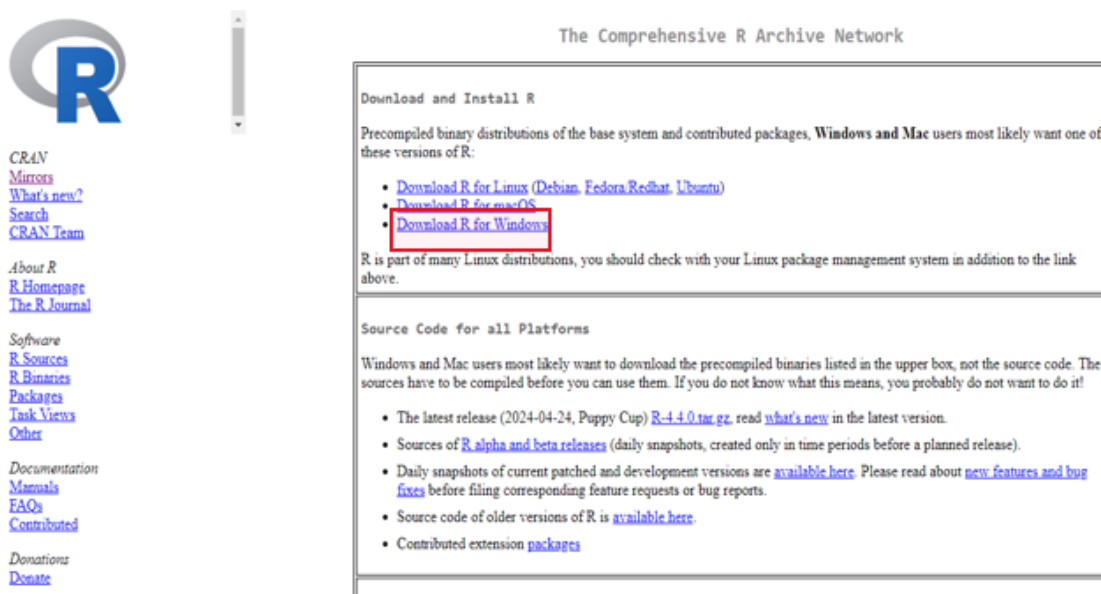 R
CRAN
Mirrors
What's new?
Search
CRAN Team
About R
R Homepage
The R Journal
Software
R Sources
R Binaries
Packages
Task Views
Other
Documentation
Manuals
FAQs
Contributed
Donations
Donate
The Comprehensive R Archive Network
Download and Install R
Precompiled binary distributions of the base system and contributed packages, Windows and Mac users most likely want one of
these versions of R:
• Download R for Linux (Debian, Fedora/Redhat, Ubuntu)
• Download R for macOS
• Download R for Windows
R is part of many Linux distributions, you should check with your Linux package management system in addition to the link
above.
Source Code for all Platforms
Windows and Mac users most likely want to download the precompiled binaries listed in the upper box, not the source code. The
sources have to be compiled before you can use them. If you do not know what this means, you probably do not want to do it!
• The latest release (2024-04-24, Puppy Cup) R-4.4.0.tar.gz, read what's new in the latest version.
• Sources of R alpha and beta releases (daily snapshots, created only in time periods before a planned release).
• Daily snapshots of current patched and development versions are available here. Please read about new features and bug
fixes before filing corresponding feature requests or bug reports.
• Source code of older versions of R is available here.
• Contributed extension packages